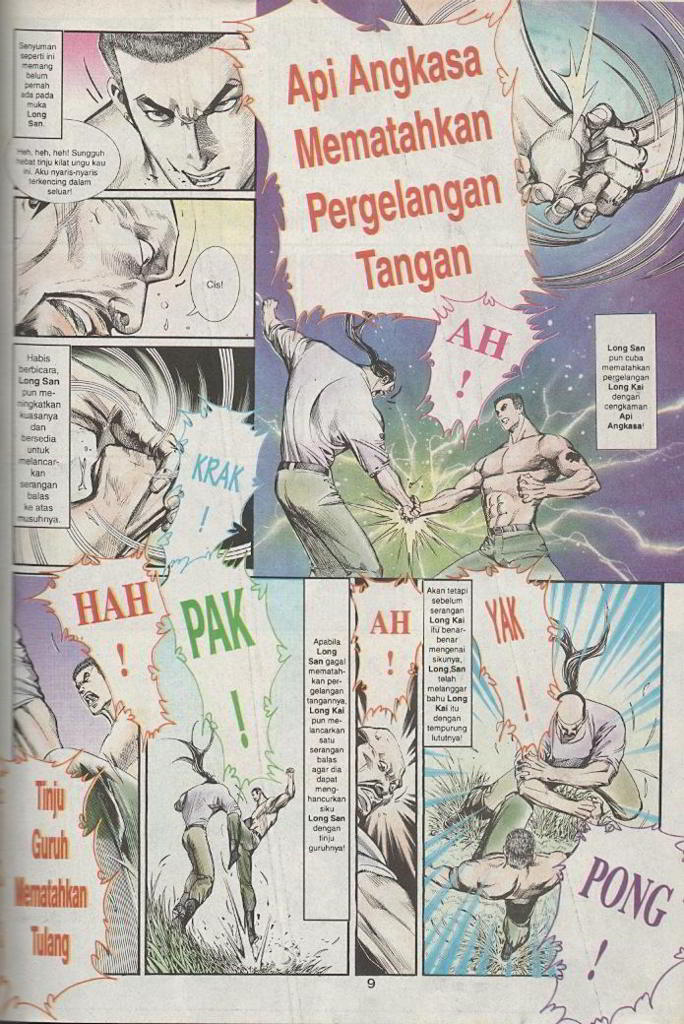 Senyuman
seperti ini
memang
belum
pernah
ada pada
muka
Long
San.
Heh, heh, heh! Sungguh
hebat tinju kilat ungu kau
ini. Aku nyaris-nyaris
terkencing dalam
seluar!
Cis!
Habis
berbicara,
Long San
pun me-
ningkatkan
kuasanya
dan
bersedia
untuk
melancar-
kan
serangan
balas
ke atas
musuhnya.
KRAK
!
Api Angkasa
Mematahkan
Pergelangan
Tangan
AH
!
Long San
pun cuba
mematahkan
pergelangan
Long Kai
dengan
cengkaman
Api
Angkasa!
HAH
!
Tinju
Guruh
Mematahkan
Tulang
PAK
!
Apabila
Long
San gagal
mematah-
kan per-
gelangan
tangannya,
Long Kai
pun me-
lancarkan
satu
serangan
balas
agar dia
dapat
meng-
hancurkan
siku
Long San
dengan
tinju
guruhnya!
AH
!
Akan tetapi
sebelum
serangan
Long Kai
itu benar-
benar
mengenai
sikunya,
Long San
telah
melanggar
bahu Long
Kai itu
dengan
tempurung
lututnya!
YAK
!
PONG
!
9